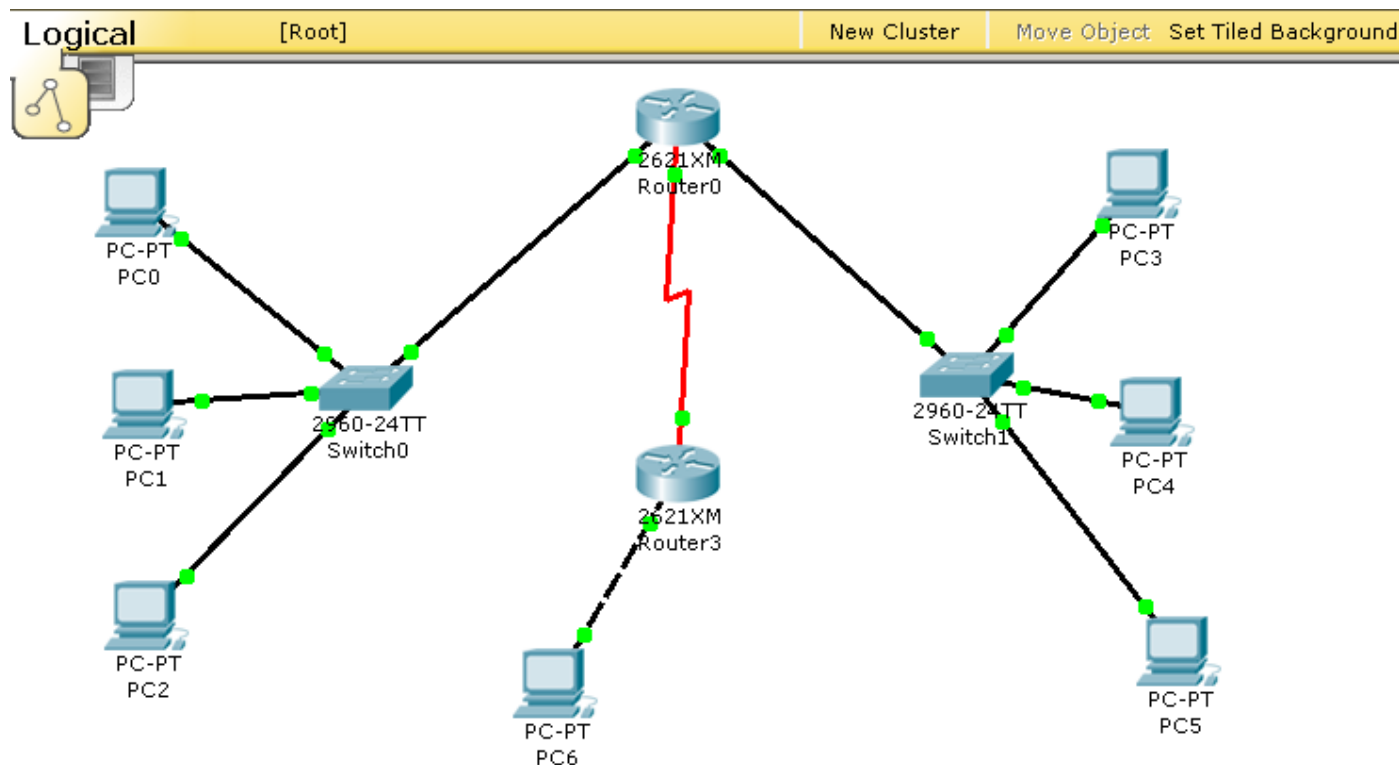 Logical
[Root]
New Cluster
Move Object
Set Tiled Background
2621XM
Router0
PC-PT
PC0
PC-PT
PC3
2960-24TT
Switch0
2960-24TT
Switch1
PC-PT
PC1
PC-PT
PC4
2621XM
Router3
PC-PT
PC2
PC-PT
PC5
PC-PT
PC6